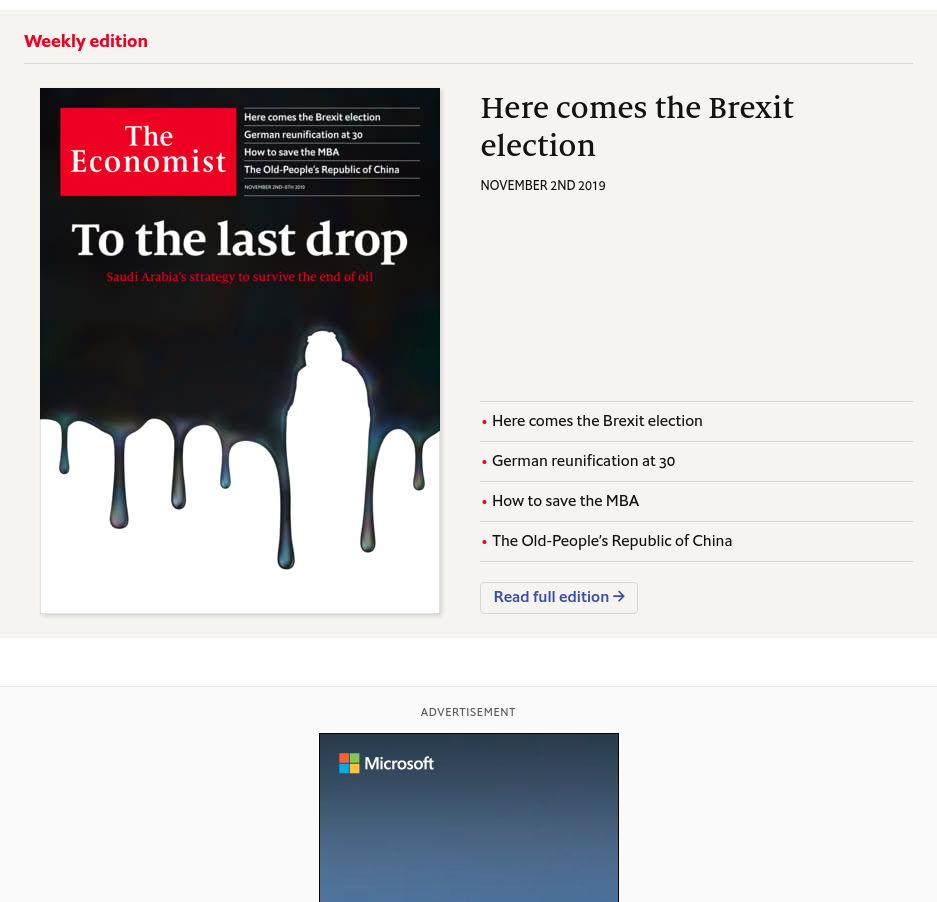 Weekly edition
The
Economist
Here comes the Brexit election
German reunification at 30
How to save the MBA
The Old-People's Republic of China
NOVEMBER 2ND–8TH 2019
To the last drop
Saudi Arabia's strategy to survive the end of oil
Here comes the Brexit
election
NOVEMBER 2ND 2019
• Here comes the Brexit election
• German reunification at 30
• How to save the MBA
• The Old-People’s Republic of China
Read full edition →
ADVERTISEMENT
Microsoft